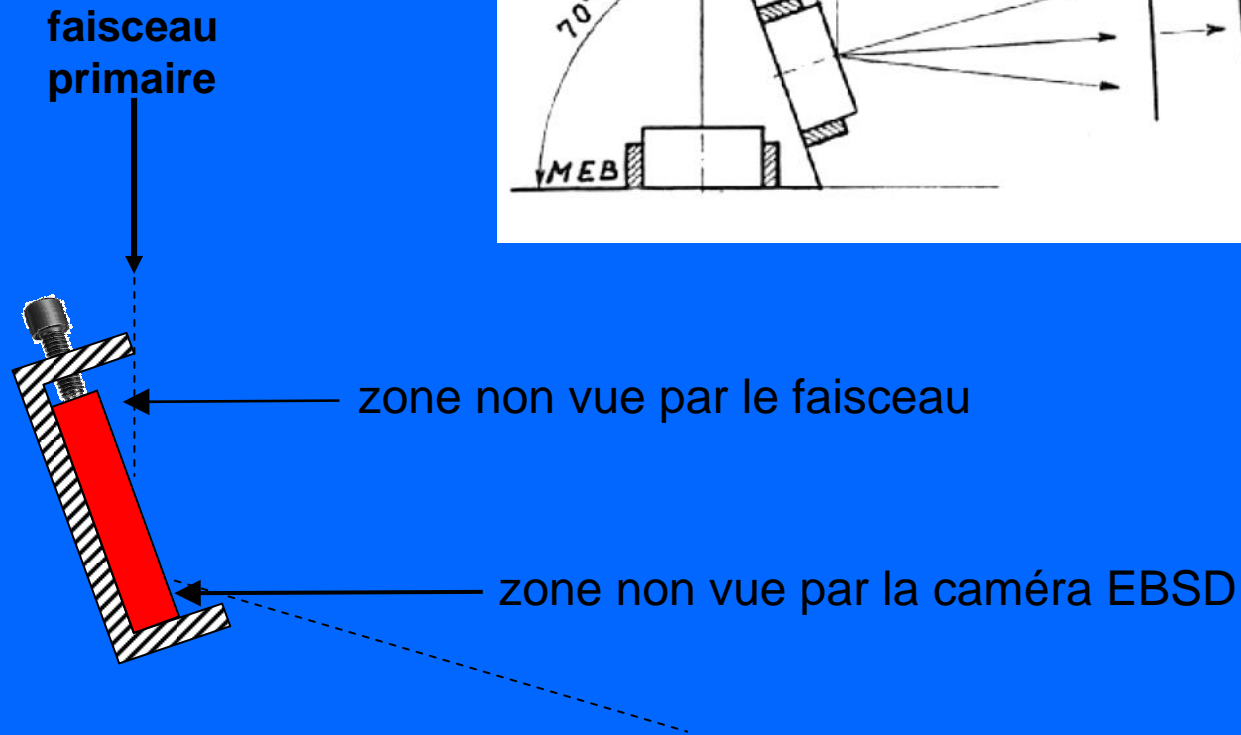 faisceau
primaire
70°
MEB
zone non vue par le faisceau
zone non vue par la caméra EBSD